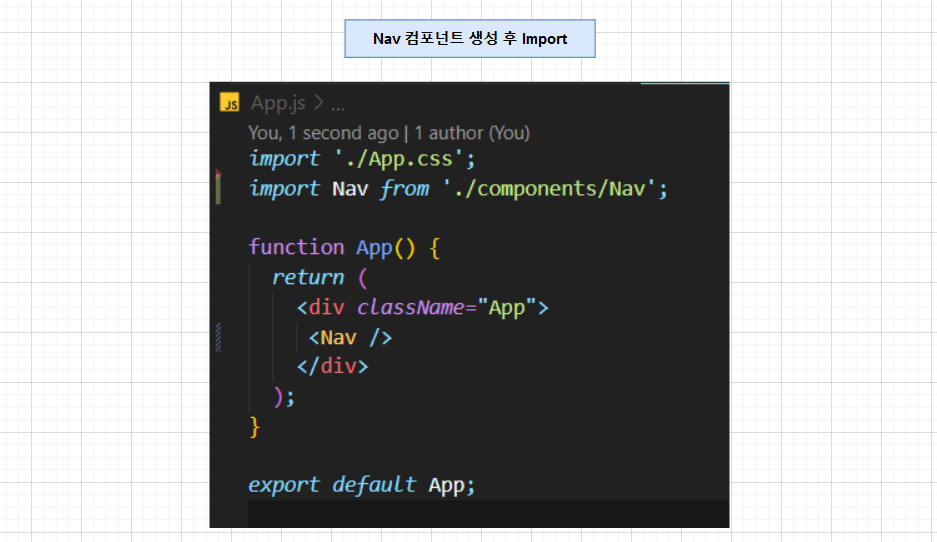 Nav 컴포넌트 생성 후 Import
JS App.js > ...
You, 1 second ago | 1 author (You)
import './App.css';
import Nav from './components/Nav';
function App() {
return (
<div className="App">
<Nav />
</div>
);
}
export default App;